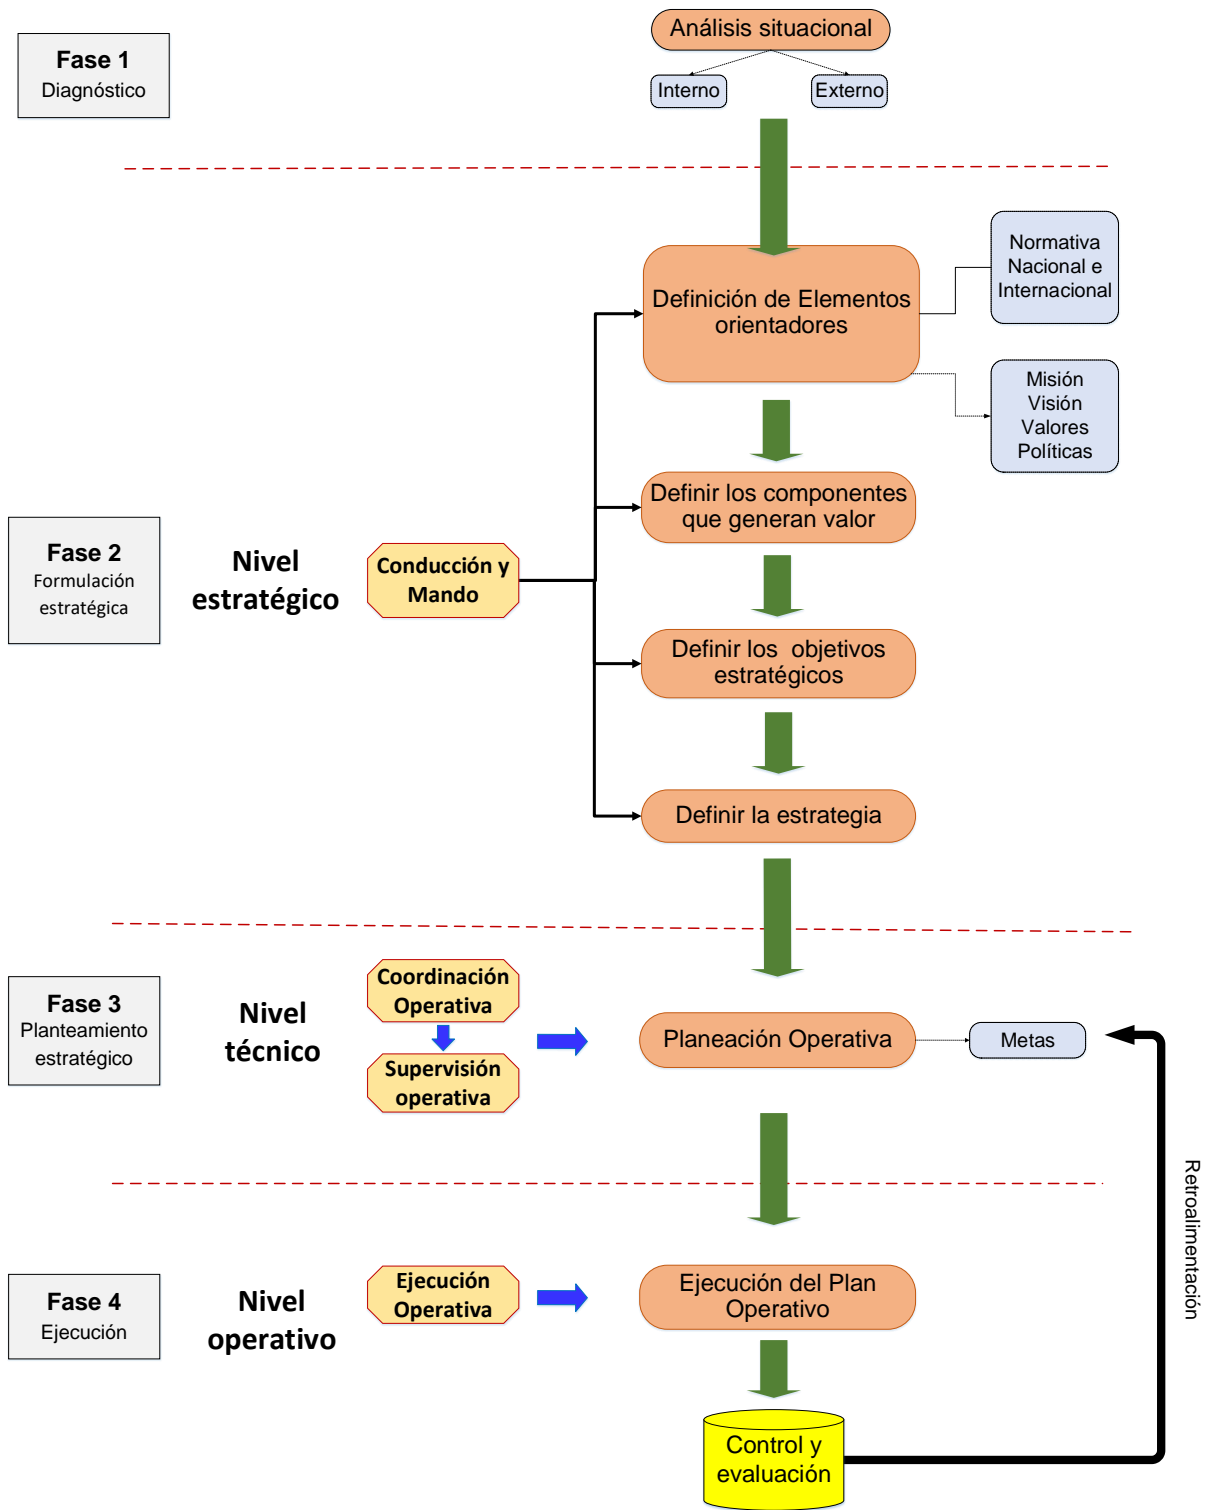 Fase 1
Diagnóstico
Análisis situacional
Interno
Externo
Definición de Elementos
orientadores
Normativa
Nacional e
Internacional
Misión
Visión
Valores
Políticas
Definir los componentes
que generan valor
Fase 2
Formulación
estratégica
Nivel
estratégico
Conducción y
Mando
Definir los objetivos
estratégicos
Definir la estrategia
Fase 3
Planteamiento
estratégico
Nivel
técnico
Coordinación
Operativa
Supervisión
operativa
Planeación Operativa
Metas
Retroalimentación
Fase 4
Ejecución
Nivel
operativo
Ejecución
Operativa
Ejecución del Plan
Operativo
Control y
evaluación